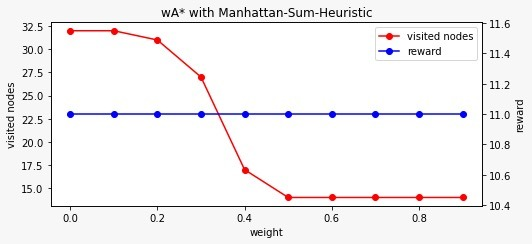 wA* with Manhattan-Sum-Heuristic
32.5
30.0
27.5
25.0
22.5
20.0
17.5
15.0
visited nodes
visited nodes
reward
11.6
11.4
11.2
11.0
10.8
10.6
10.4
reward
0.0 0.2 0.4 0.6 0.8
weight